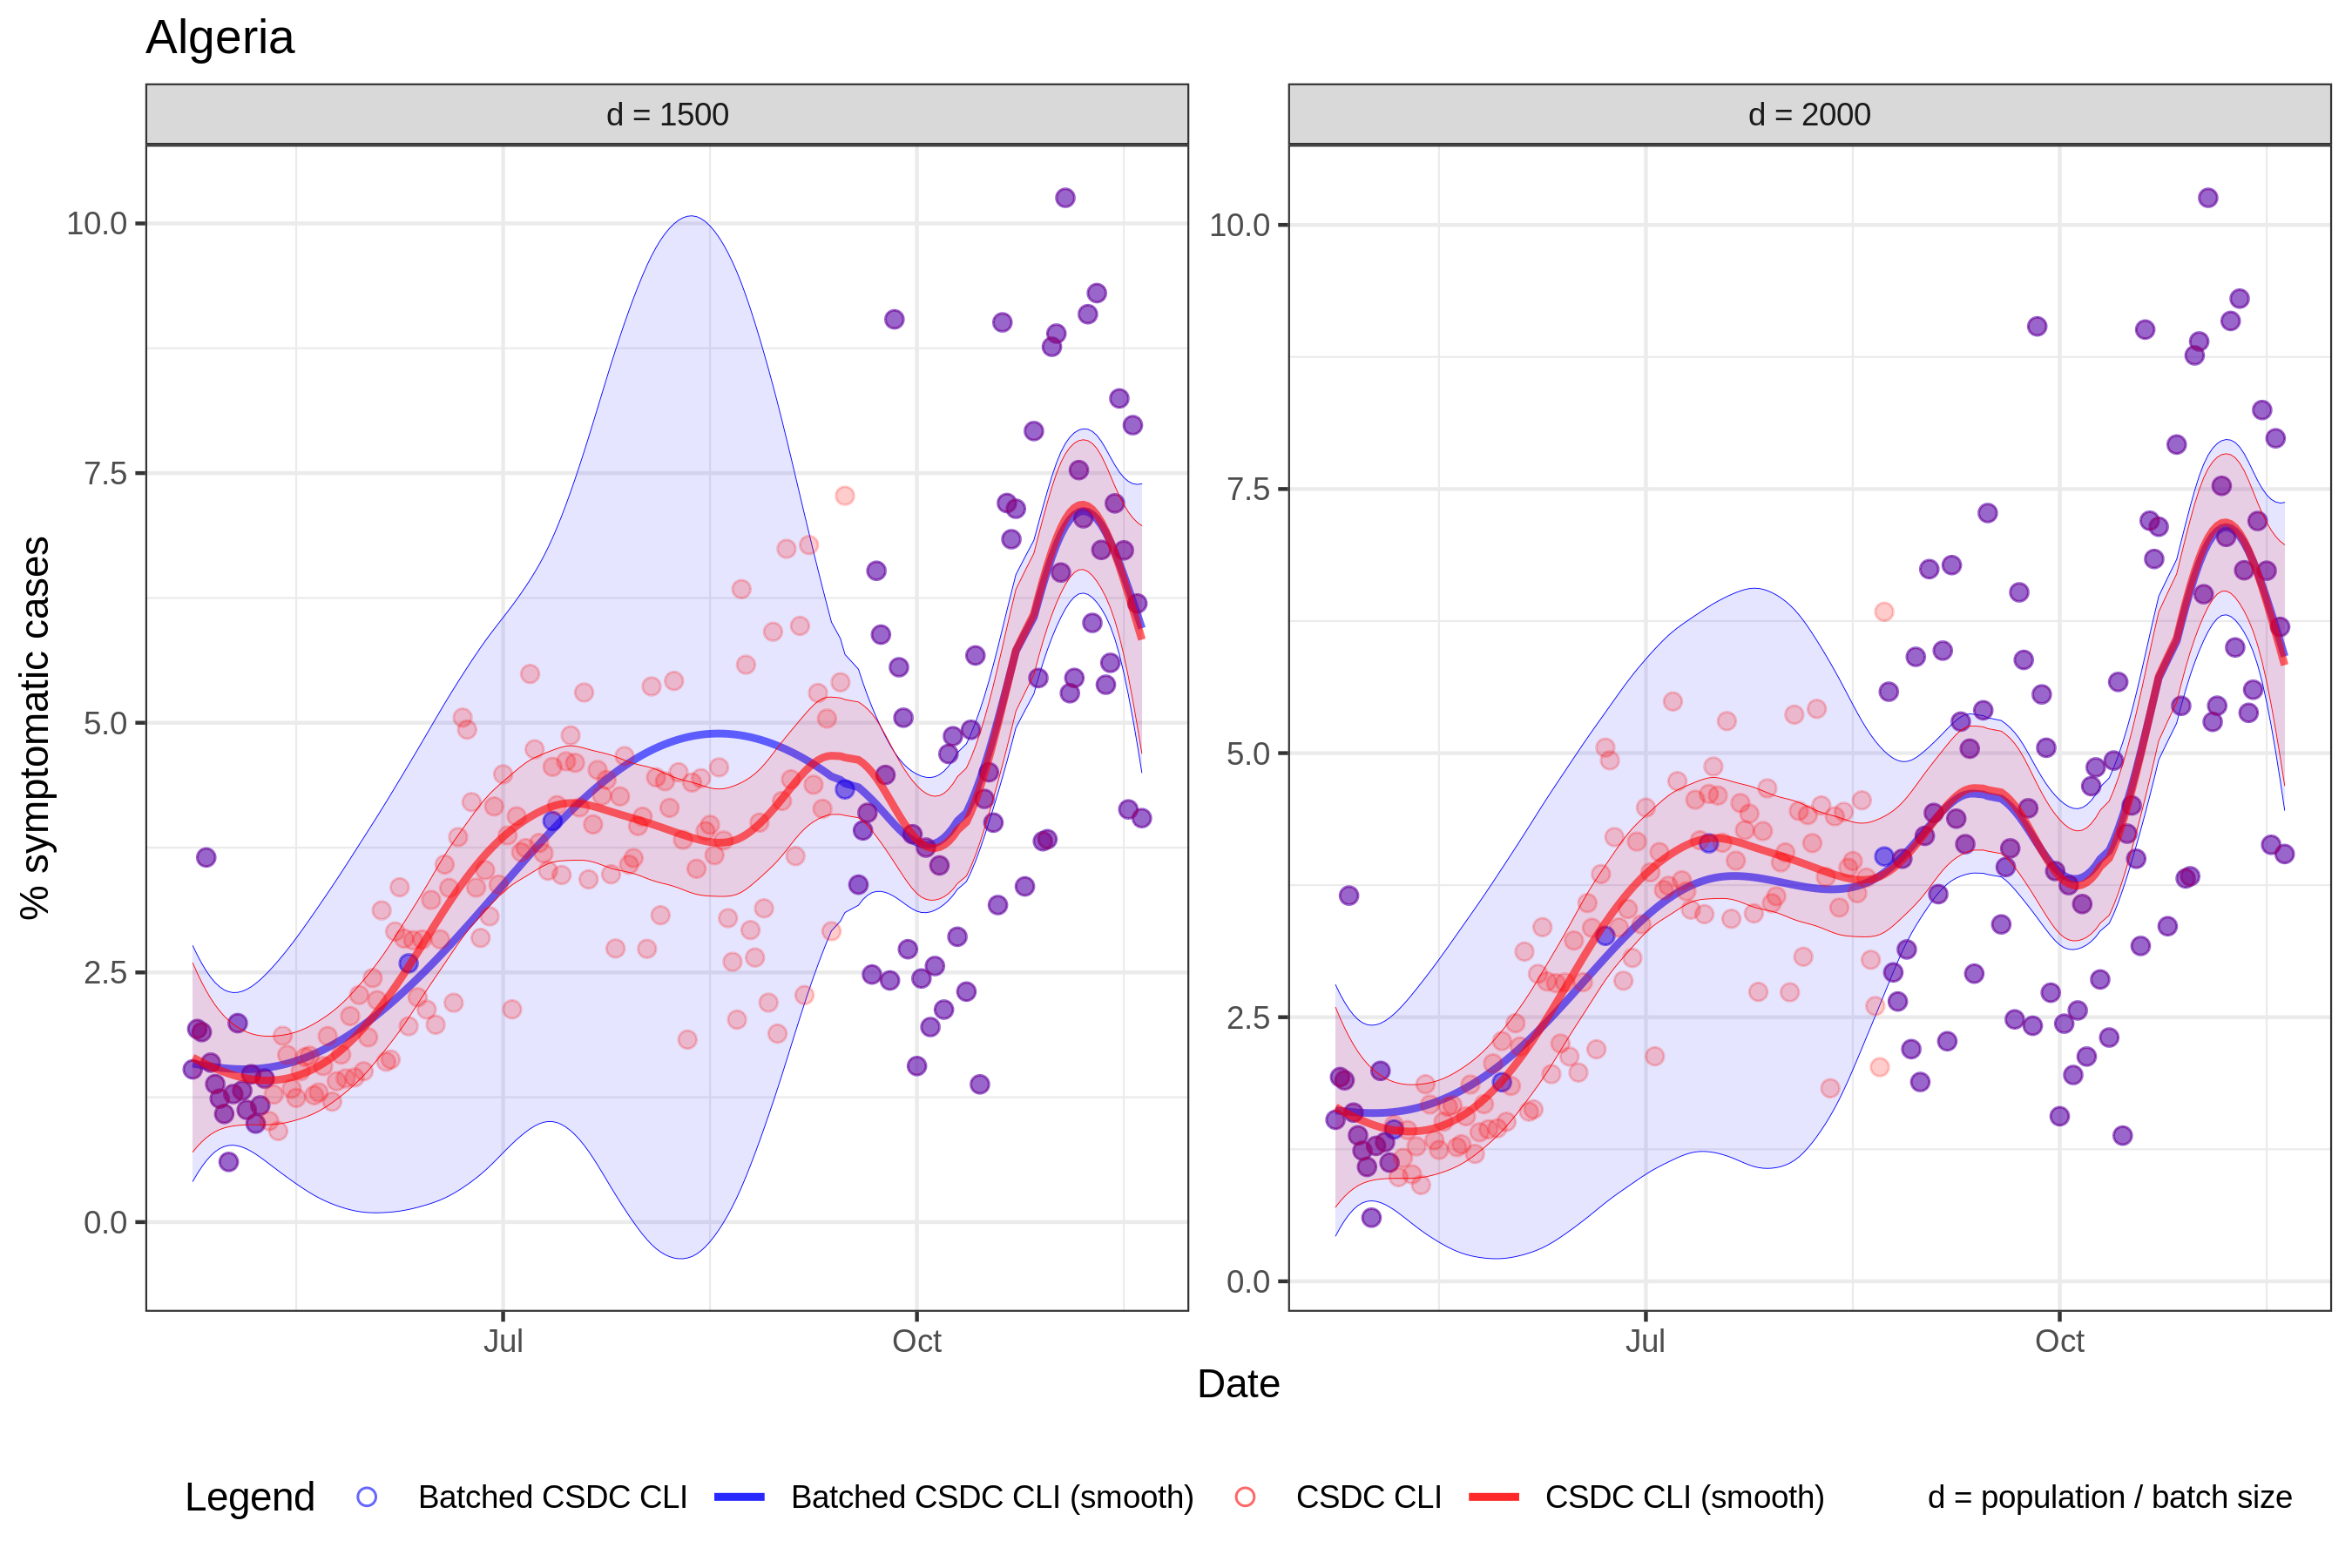 Algeria
d = 1500
d = 2000
% symptomatic cases
10.0
7.5
5.0
2.5
0.0
10.0
7.5
5.0
2.5
0.0
Jul
Oct
Jul
Oct
Date
Legend Batched CSDC CLI Batched CSDC CLI (smooth) CSDC CLI CSDC CLI (smooth) d = population / batch size